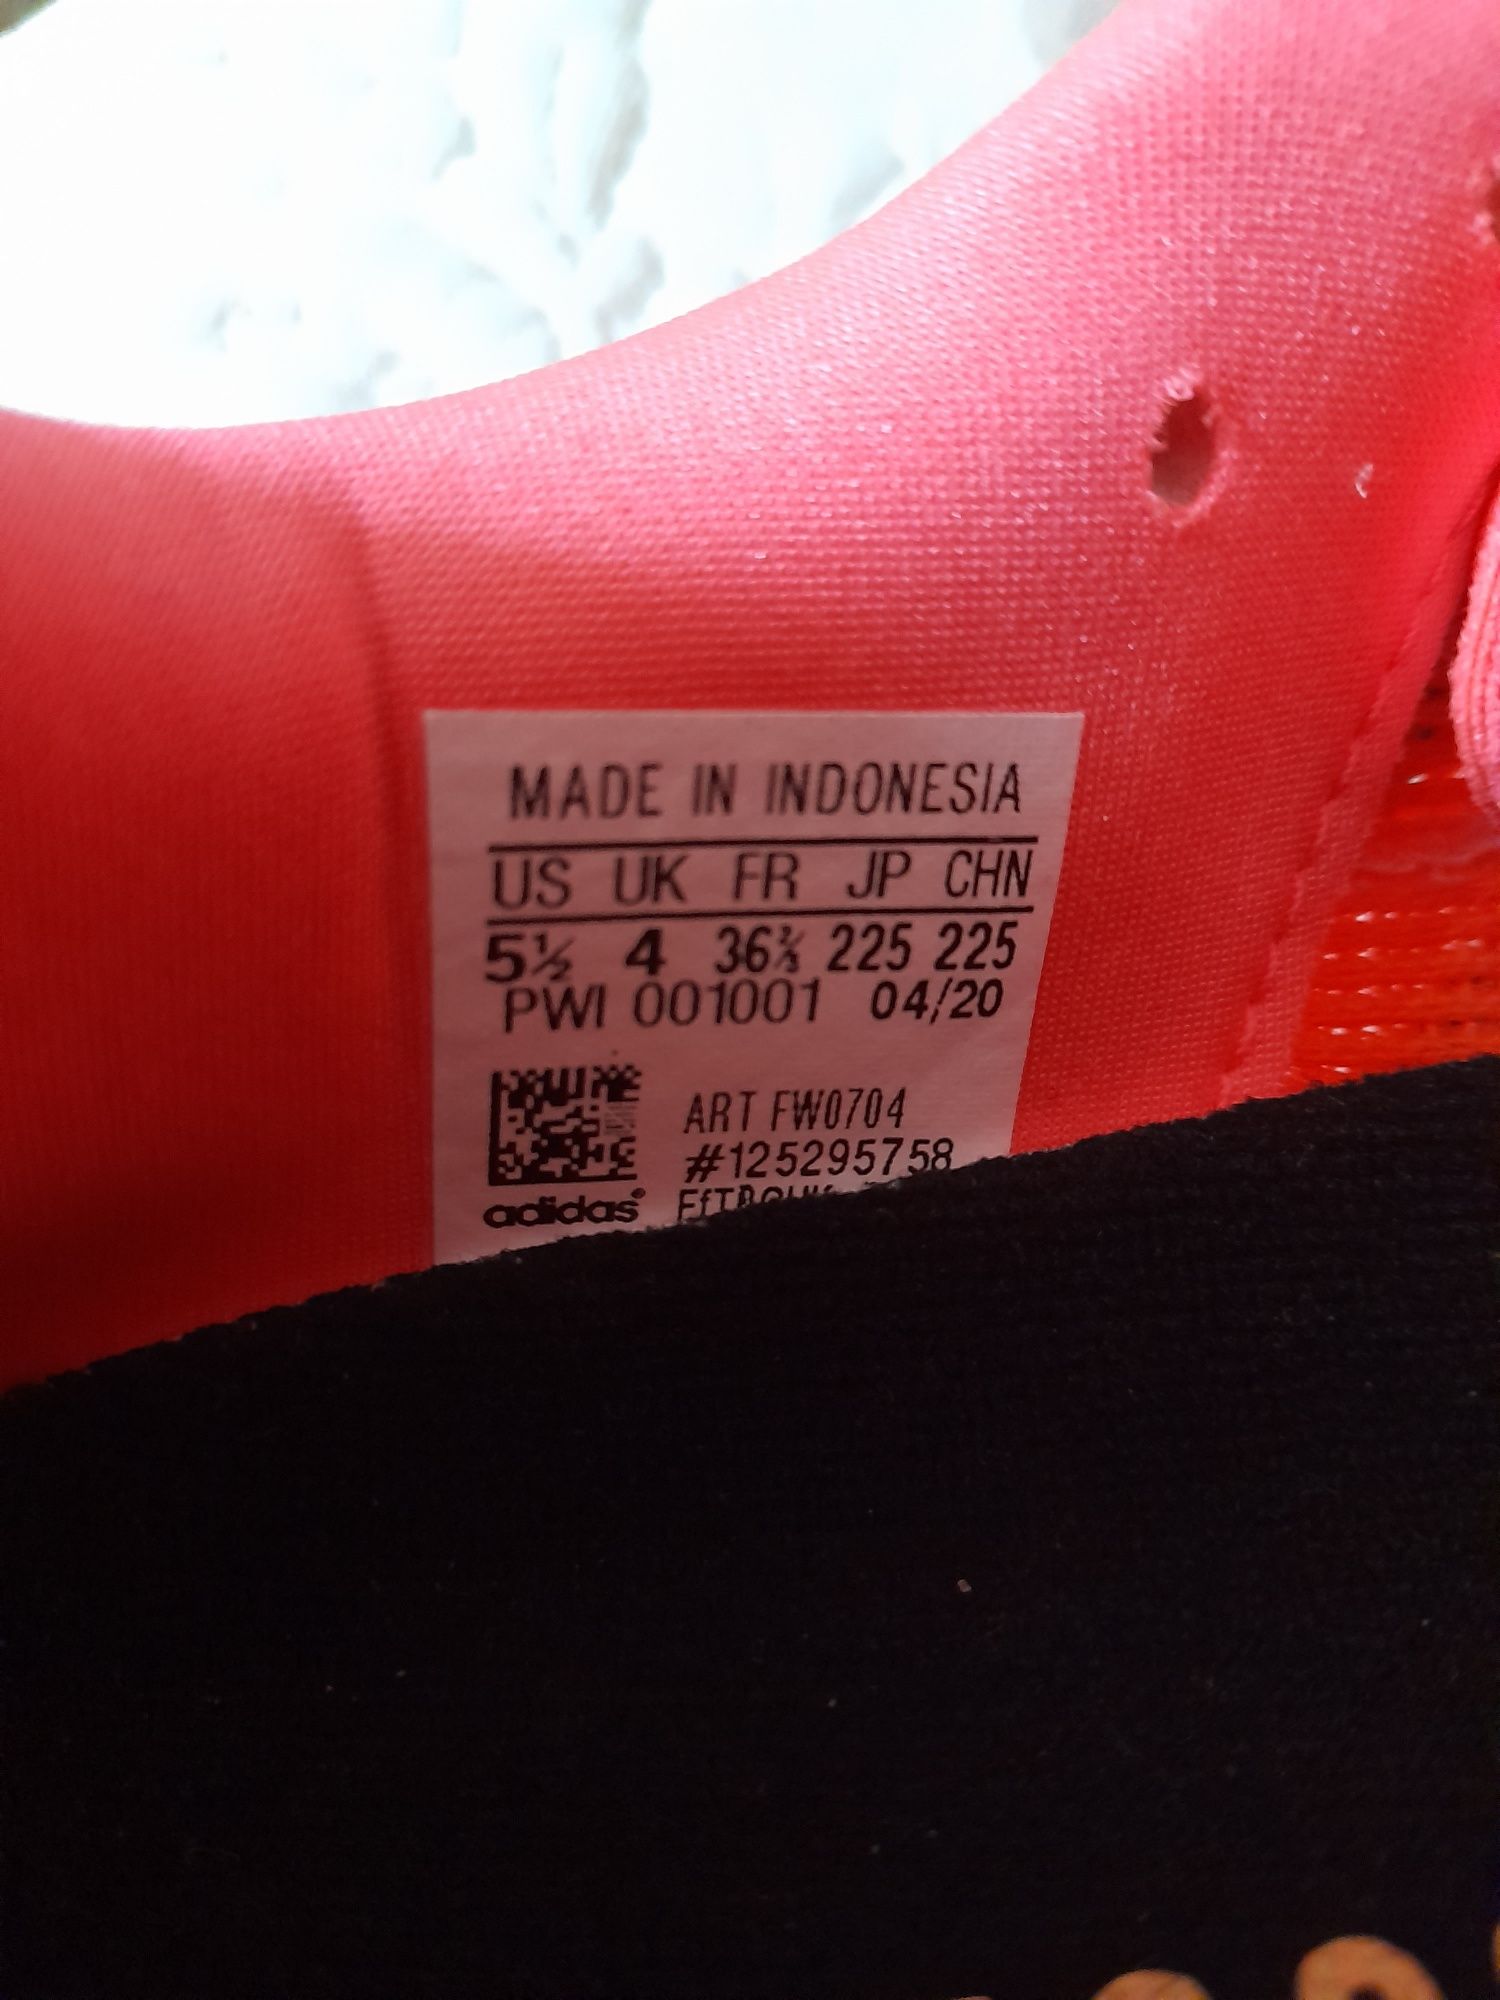 MADE IN INDONESIA
US UK FR JP CHN
5½ 4 36⅔ 225 225
PWI 001001 04/20
ART FW0704
#125295758
adidas®